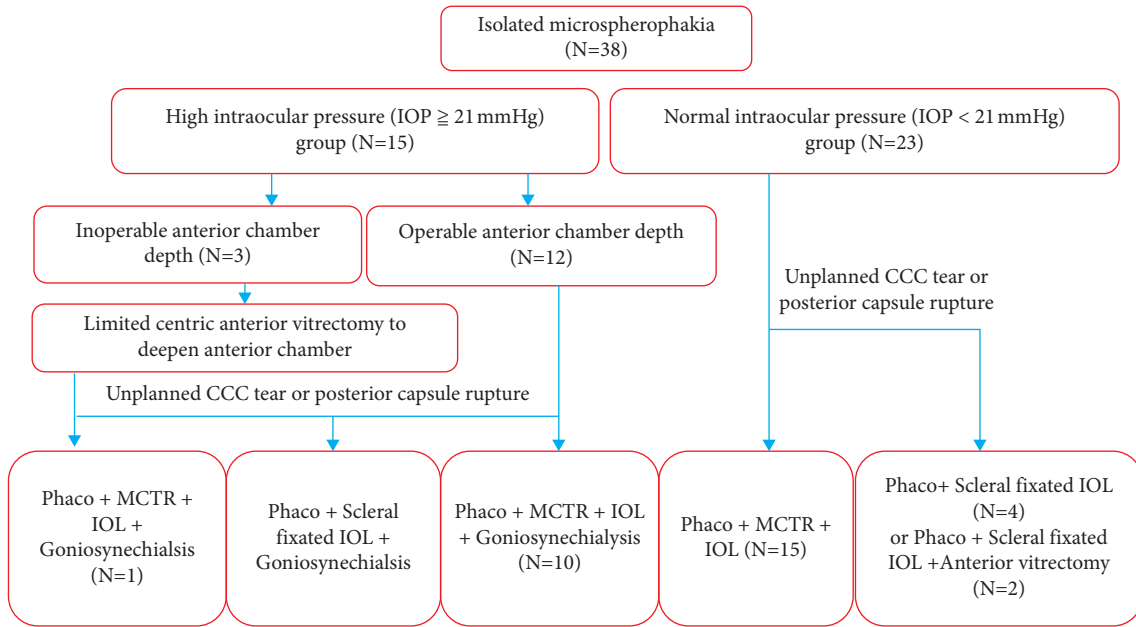 Isolated microspherophakia
(N=38)
High intraocular pressure (IOP ≧ 21 mmHg)
group (N=15)
Normal intraocular pressure (IOP < 21 mmHg)
group (N=23)
Inoperable anterior chamber
depth (N=3)
Operable anterior chamber depth
(N=12)
Unplanned CCC tear or
posterior capsule rupture
Limited centric anterior vitrectomy to
deepen anterior chamber
Unplanned CCC tear or posterior capsule rupture
Phaco + MCTR +
IOL +
Goniosynechialsis
(N=1)
Phaco + Scleral
fixated IOL +
Goniosynechialsis
Phaco + MCTR + IOL
+ Goniosynechialysis
(N=10)
Phaco + MCTR +
IOL (N=15)
Phaco+ Scleral fixated IOL
(N=4)
or Phaco + Scleral fixated
IOL +Anterior vitrectomy
(N=2)